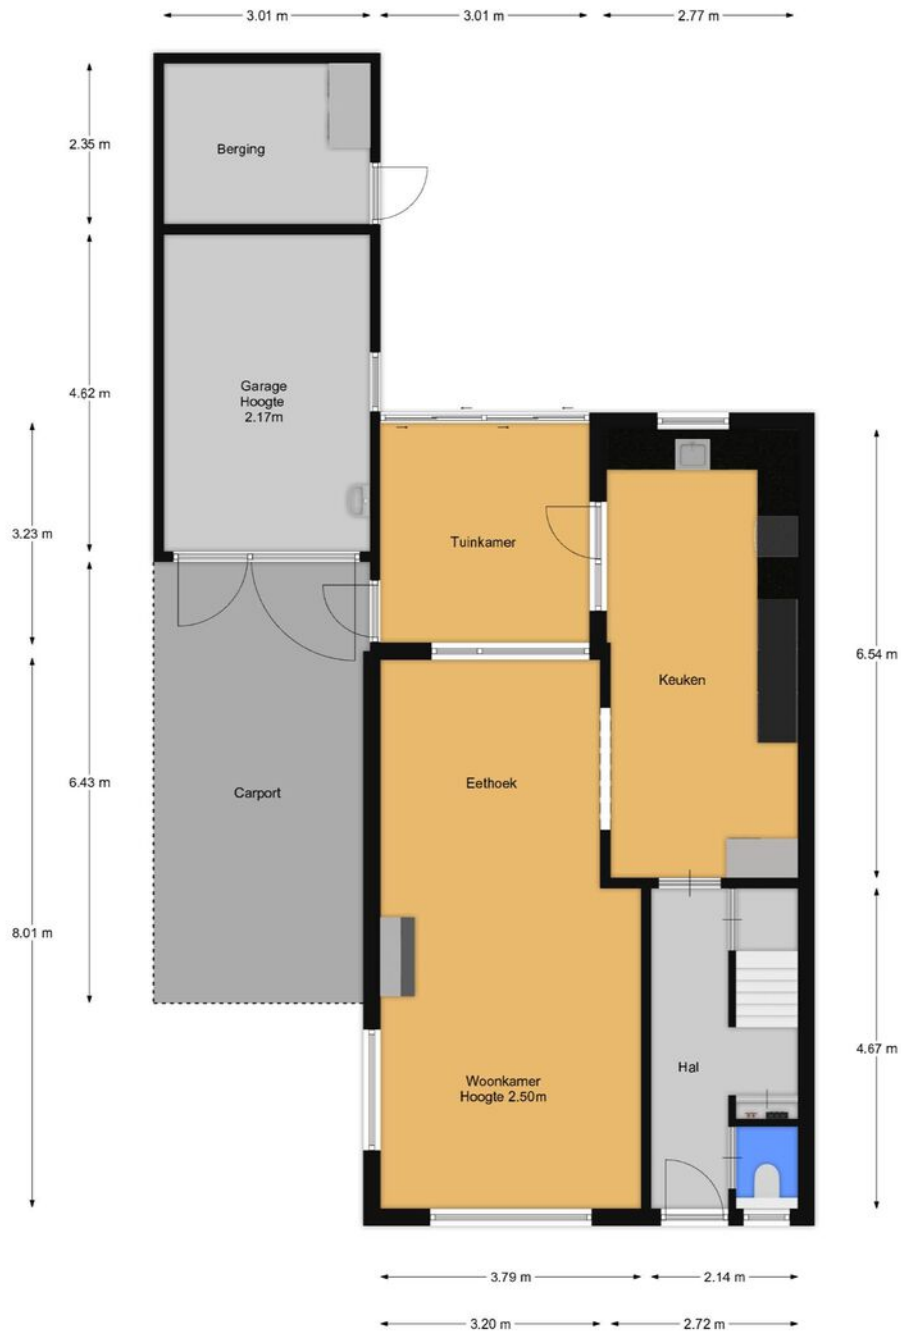 3.01 m
3.01 m
2.77 m
2.35 m
Berging
4.62 m
Garage
Hoogte
2.17m
3.23 m
Tuinkamer
6.54 m
Keuken
6.43 m
Carport
Eethoek
8.01 m
4.67 m
Hal
Woonkamer
Hoogte 2.50m
3.79 m
2.14 m
3.20 m
2.72 m